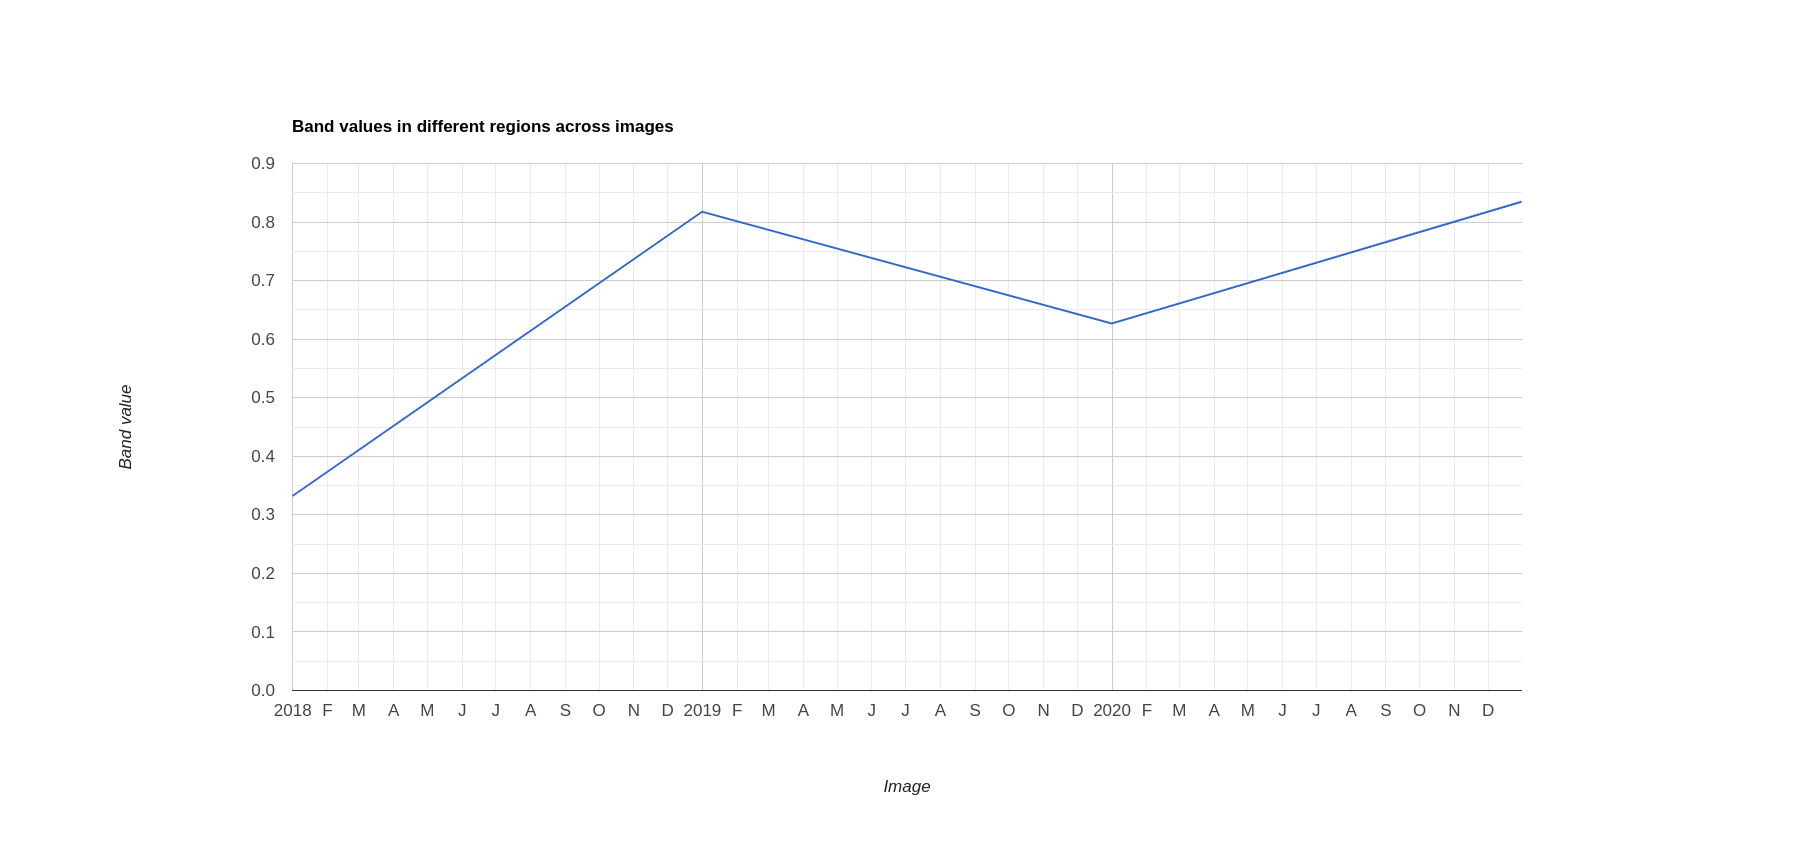 Band values in different regions across images
0.9
0.8
0.7
0.6
0.5
0.4
0.3
0.2
0.1
0.0
Band value
2018 F M A M J J A S O N D 2019 F M A M J J A S O N D 2020 F M A M J J A S O N D
Image